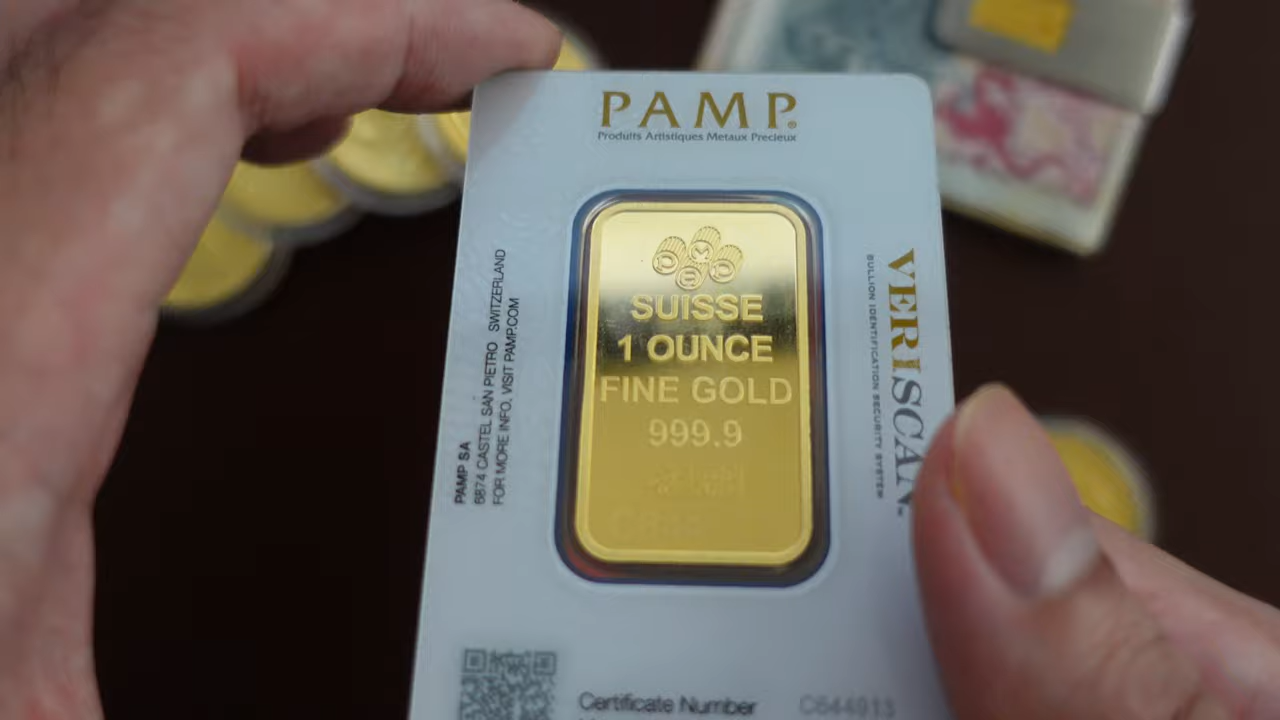 PAMP®
Produits Artistiques Metaux Precieux
SUISSE
1 OUNCE
FINE GOLD
999.9
PAMP SA
6874 CASTEL SAN PIETRO SWITZERLAND
FOR MORE INFO, VISIT PAMP.COM
VERISCAN
BULLION IDENTIFICATION SECURITY SYSTEM
Certificate Number